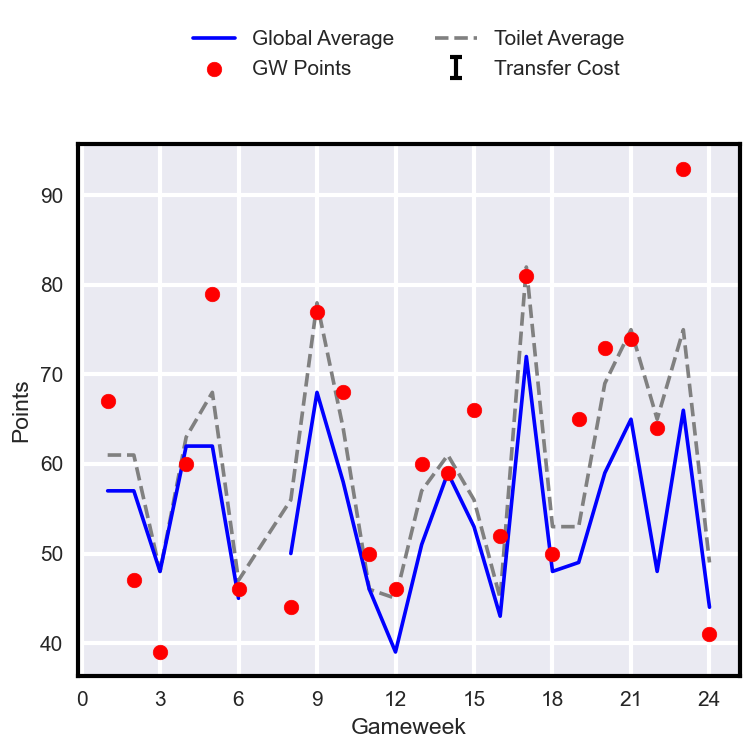 Global Average
Toilet Average
GW Points
Transfer Cost
90
80
70
60
50
40
Points
0 3 6 9 12 15 18 21 24
Gameweek